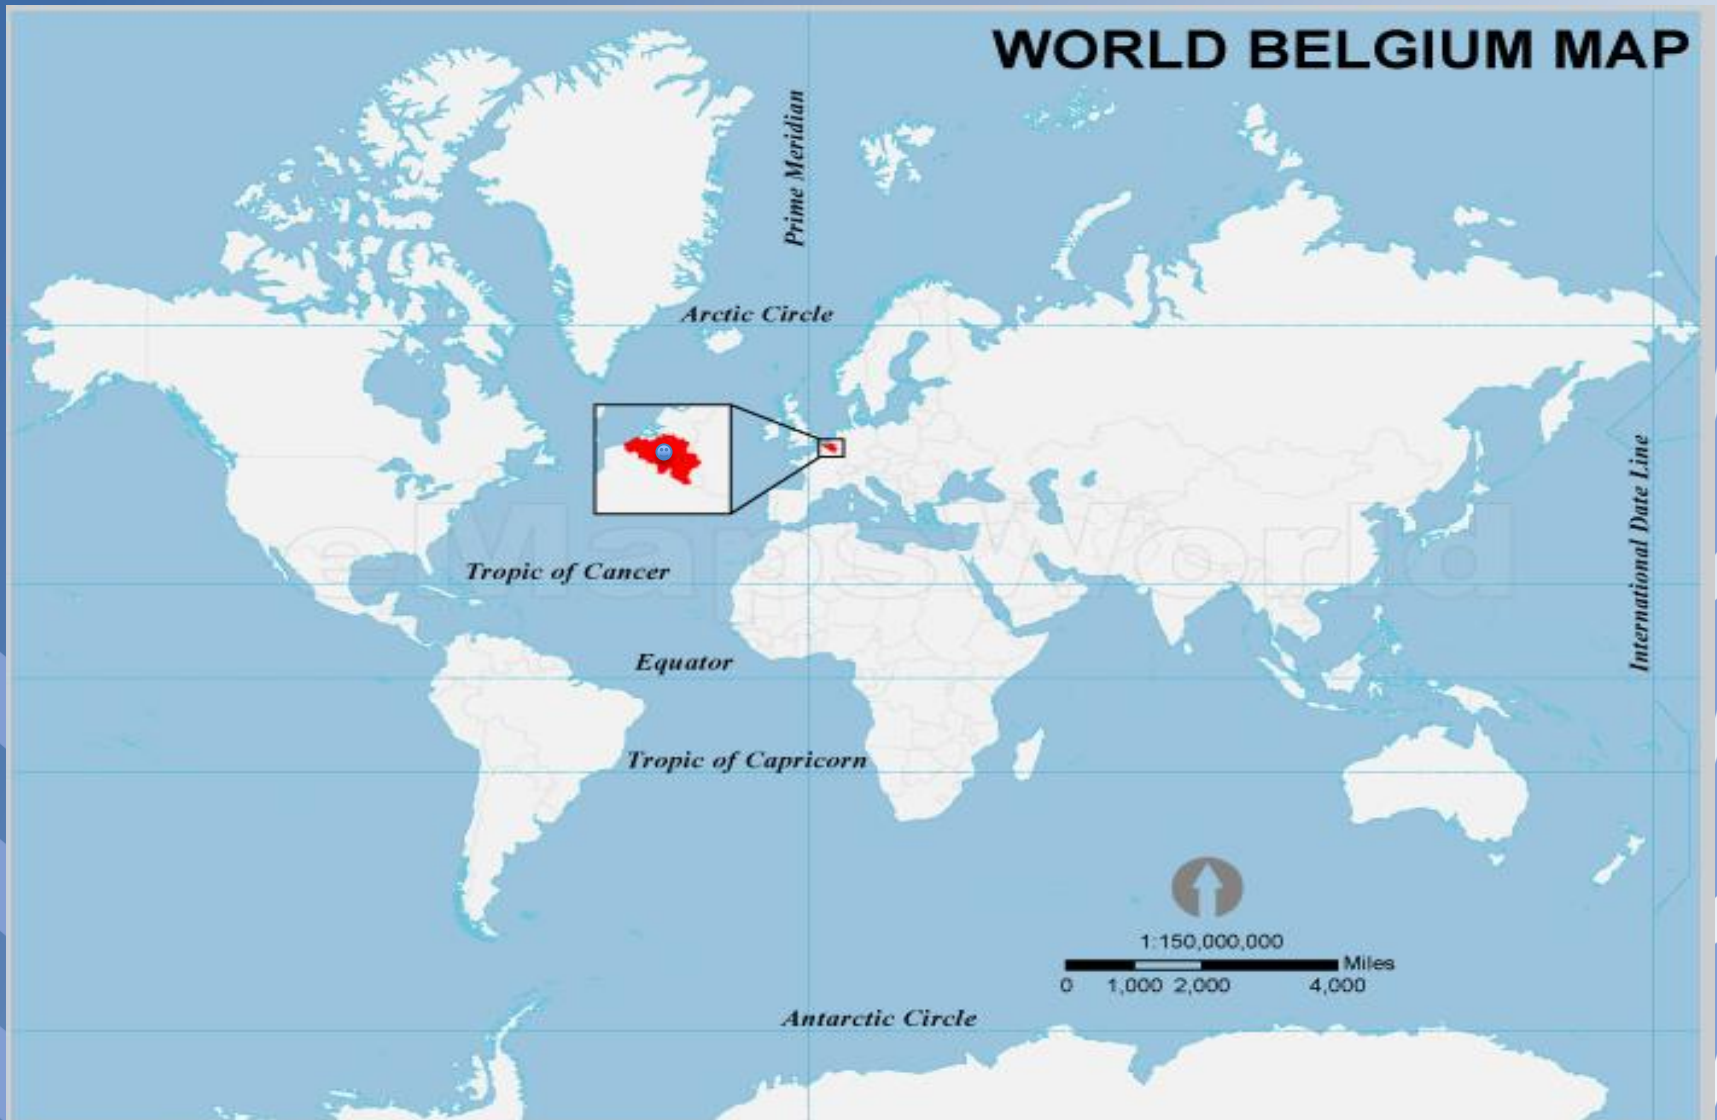 WORLD BELGIUM MAP
Prime Meridian
Arctic Circle
International Date Line
eMapsWorld
Tropic of Cancer
Equator
Tropic of Capricorn
1:150,000,000
Miles
0 1,000 2,000 4,000
Antarctic Circle